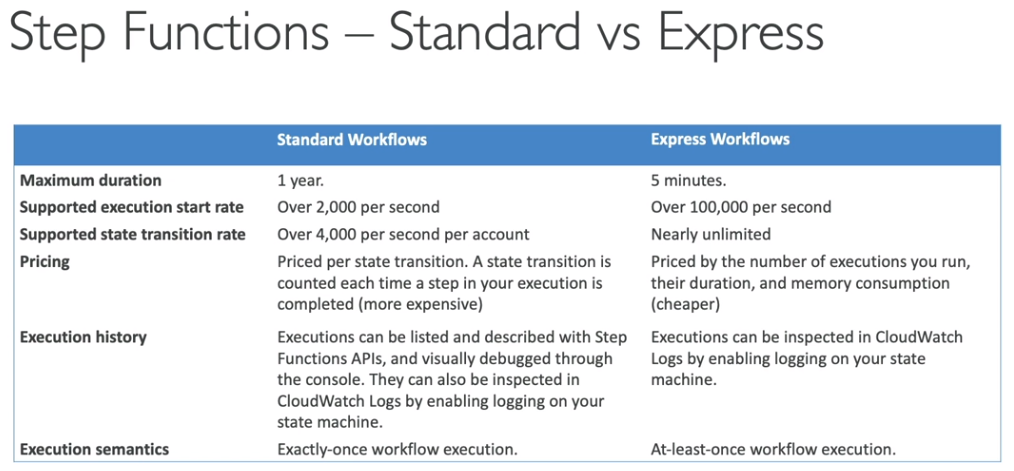 Step Functions – Standard vs Express
Standard Workflows Express Workflows
Maximum duration 1 year. 5 minutes.
Supported execution start rate Over 2,000 per second Over 100,000 per second
Supported state transition rate Over 4,000 per second per account Nearly unlimited
Pricing Priced per state transition. A state transition is Priced by the number of executions you run,
counted each time a step in your execution is their duration, and memory consumption
completed (more expensive) (cheaper)
Execution history Executions can be listed and described with Step Executions can be inspected in CloudWatch
Functions APIs, and visually debugged through Logs by enabling logging on your state
the console. They can also be inspected in machine.
CloudWatch Logs by enabling logging on your
state machine.
Execution semantics Exactly-once workflow execution. At-least-once workflow execution.